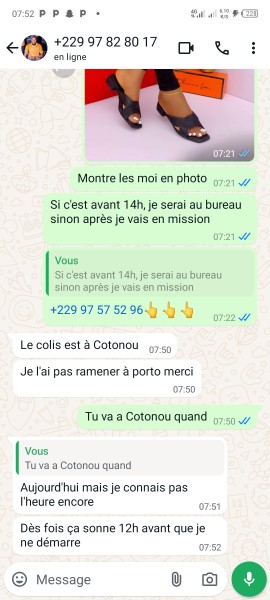 07:52 P P P
+229 97 82 80 17
en ligne
07:21
Montre les moi en photo 07:21
Si c'est avant 14h, je serai au bureau
sinon après je vais en mission
07:21
Vous
Si c'est avant 14h, je serai au bureau
sinon après je vais en mission
+229 97 57 52 96👆👆👆
07:22
Le colis est à Cotonou 07:50
Je l'ai pas ramener à porto merci
07:50
Tu va a Cotonou quand 07:50
Vous
Tu va a Cotonou quand
Aujourd'hui mais je connais pas
l'heure encore 07:51
Dès fois ça sonne 12h avant que je
ne démarre 07:52
Message